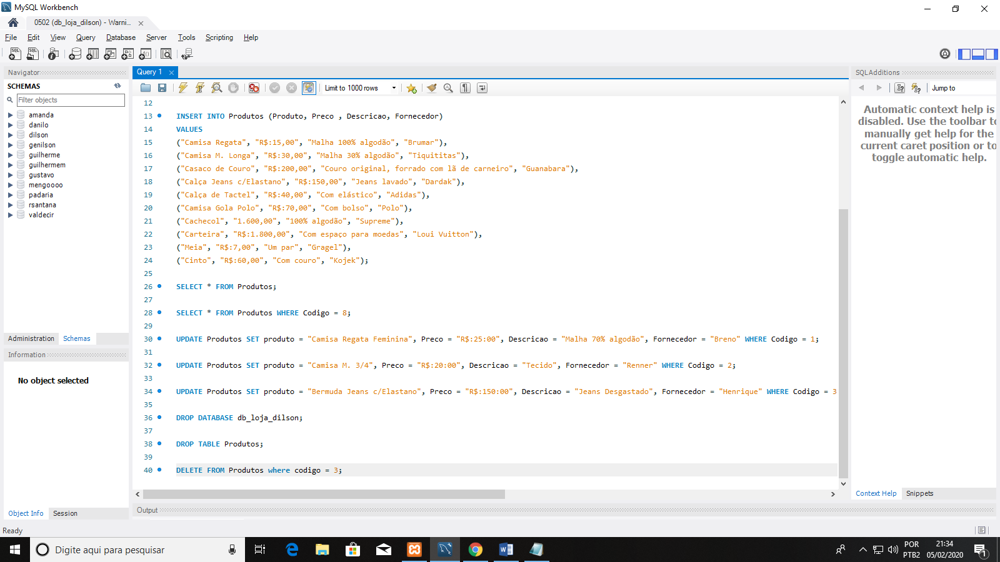 MySQL Workbench
0502 (db_loja_dilson) - Warni...
File Edit View Query Database Server Tools Scripting Help
Navigator
SCHEMAS
Filter objects
amanda
danilo
dilson
genilson
guilherme
guilhermem
gustavo
mengoooo
padaria
rsantana
valdecir
Administration Schemas
Information
No object selected
Object Info Session
Query 1
Limit to 1000 rows
12
13 INSERT INTO Produtos (Produto, Preco , Descricao, Fornecedor)
14 VALUES
15 ("Camisa Regata", "R$:15,00", "Malha 100% algodão", "Brumar"),
16 ("Camisa M. Longa", "R$:30,00", "Malha 30% algodão", "Tiquititas"),
17 ("Casaco de Couro", "R$:200,00", "Couro original, forrado com lã de carneiro", "Guanabara"),
18 ("Calça Jeans c/Elastano", "R$:150,00", "Jeans lavado", "Dardak"),
19 ("Calça de Tactel", "R$:40,00", "Com elástico", "Adidas"),
20 ("Camisa Gola Polo", "R$:70,00", "Com bolso", "Polo"),
21 ("Cachecol", "1.600,00", "100% algodão", "Supreme"),
22 ("Carteira", "R$:1.800,00", "Com espaço para moedas", "Loui Vuitton"),
23 ("Meia", "R$:7,00", "Um par", "Gragel"),
24 ("Cinto", "R$:60,00", "Com couro", "Kojek");
25
26 SELECT * FROM Produtos;
27
28 SELECT * FROM Produtos WHERE Codigo = 8;
29
30 UPDATE Produtos SET produto = "Camisa Regata Feminina", Preco = "R$:25:00", Descricao = "Malha 70% algodão", Fornecedor = "Breno" WHERE Codigo = 1;
31
32 UPDATE Produtos SET produto = "Camisa M. 3/4", Preco = "R$:20:00", Descricao = "Tecido", Fornecedor = "Renner" WHERE Codigo = 2;
33
34 UPDATE Produtos SET produto = "Bermuda Jeans c/Elastano", Preco = "R$:150:00", Descricao = "Jeans Desgastado", Fornecedor = "Henrique" WHERE Codigo = 3
35
36 DROP DATABASE db_loja_dilson;
37
38 DROP TABLE Produtos;
39
40 DELETE FROM Produtos where codigo = 3;
Output
SQLAdditions
Jump to
Automatic context help is
disabled. Use the toolbar to
manually get help for the
current caret position or to
toggle automatic help.
Context Help Snippets
Ready
Digite aqui para pesquisar
POR
PTB2
21:34
05/02/2020
1